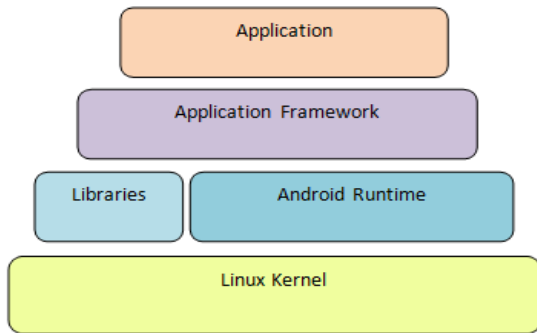 Application
Application Framework
Libraries
Android Runtime
Linux Kernel